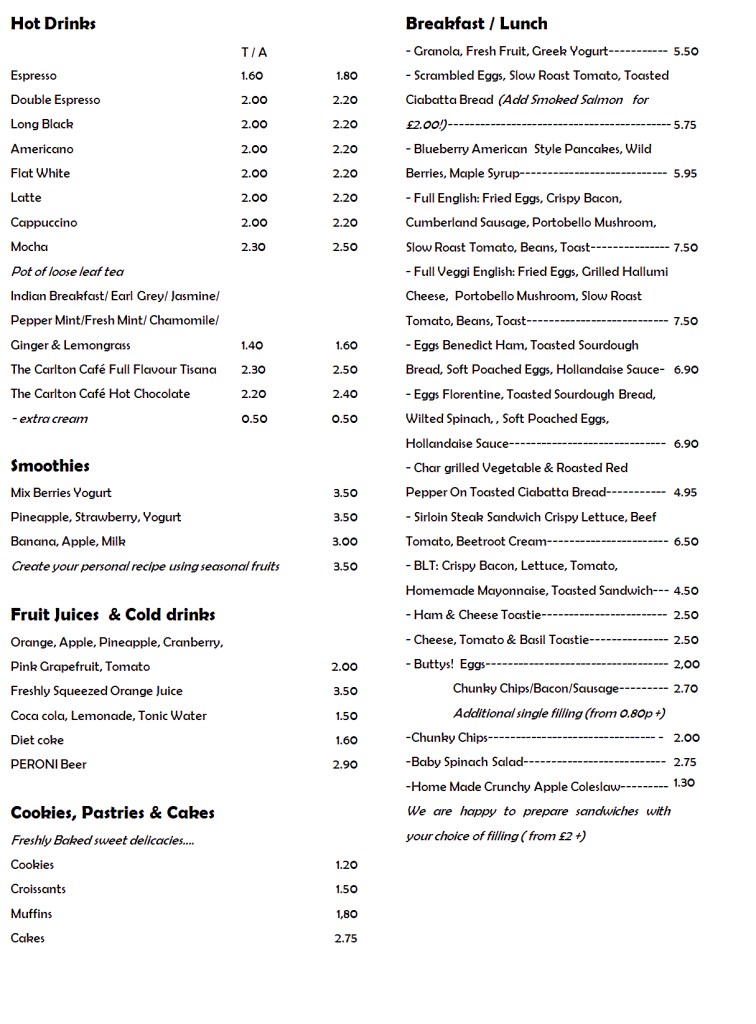 Hot Drinks
T / A
Espresso 1.60 1.80
Double Espresso 2.00 2.20
Long Black 2.00 2.20
Americano 2.00 2.20
Flat White 2.00 2.20
Latte 2.00 2.20
Cappuccino 2.00 2.20
Mocha 2.30 2.50
Pot of loose leaf tea
Indian Breakfast/ Earl Grey/ Jasmine/
Pepper Mint/Fresh Mint/ Chamomile/
Ginger & Lemongrass 1.40 1.60
The Carlton Café Full Flavour Tisana 2.30 2.50
The Carlton Café Hot Chocolate 2.20 2.40
- extra cream 0.50 0.50
Smoothies
Mix Berries Yogurt 3.50
Pineapple, Strawberry, Yogurt 3.50
Banana, Apple, Milk 3.00
Create your personal recipe using seasonal fruits 3.50
Fruit Juices & Cold drinks
Orange, Apple, Pineapple, Cranberry,
Pink Grapefruit, Tomato 2.00
Freshly Squeezed Orange Juice 3.50
Coca cola, Lemonade, Tonic Water 1.50
Diet coke 1.60
PERONI Beer 2.90
Cookies, Pastries & Cakes
Freshly Baked sweet delicacies....
Cookies 1.20
Croissants 1.50
Muffins 1,80
Cakes 2.75
Breakfast / Lunch
- Granola, Fresh Fruit, Greek Yogurt----------- 5.50
- Scrambled Eggs, Slow Roast Tomato, Toasted
Ciabatta Bread (Add Smoked Salmon for
£2.00!)----------------------------------------- 5.75
- Blueberry American Style Pancakes, Wild
Berries, Maple Syrup--------------------------- 5.95
- Full English: Fried Eggs, Crispy Bacon,
Cumberland Sausage, Portobello Mushroom,
Slow Roast Tomato, Beans, Toast--------------- 7.50
- Full Veggi English: Fried Eggs, Grilled Hallumi
Cheese, Portobello Mushroom, Slow Roast
Tomato, Beans, Toast-------------------------- 7.50
- Eggs Benedict Ham, Toasted Sourdough
Bread, Soft Poached Eggs, Hollandaise Sauce- 6.90
- Eggs Florentine, Toasted Sourdough Bread,
Wilted Spinach, , Soft Poached Eggs,
Hollandaise Sauce----------------------------- 6.90
- Char grilled Vegetable & Roasted Red
Pepper On Toasted Ciabatta Bread----------- 4.95
- Sirloin Steak Sandwich Crispy Lettuce, Beef
Tomato, Beetroot Cream---------------------- 6.50
- BLT: Crispy Bacon, Lettuce, Tomato,
Homemade Mayonnaise, Toasted Sandwich--- 4.50
- Ham & Cheese Toastie----------------------- 2.50
- Cheese, Tomato & Basil Toastie-------------- 2.50
- Buttys! Eggs---------------------------------- 2,00
Chunky Chips/Bacon/Sausage--------- 2.70
Additional single filling (from 0.80p +)
-Chunky Chips------------------------------- - 2.00
-Baby Spinach Salad-------------------------- 2.75
-Home Made Crunchy Apple Coleslaw--------- 1.30
We are happy to prepare sandwiches with
your choice of filling ( from £2 +)